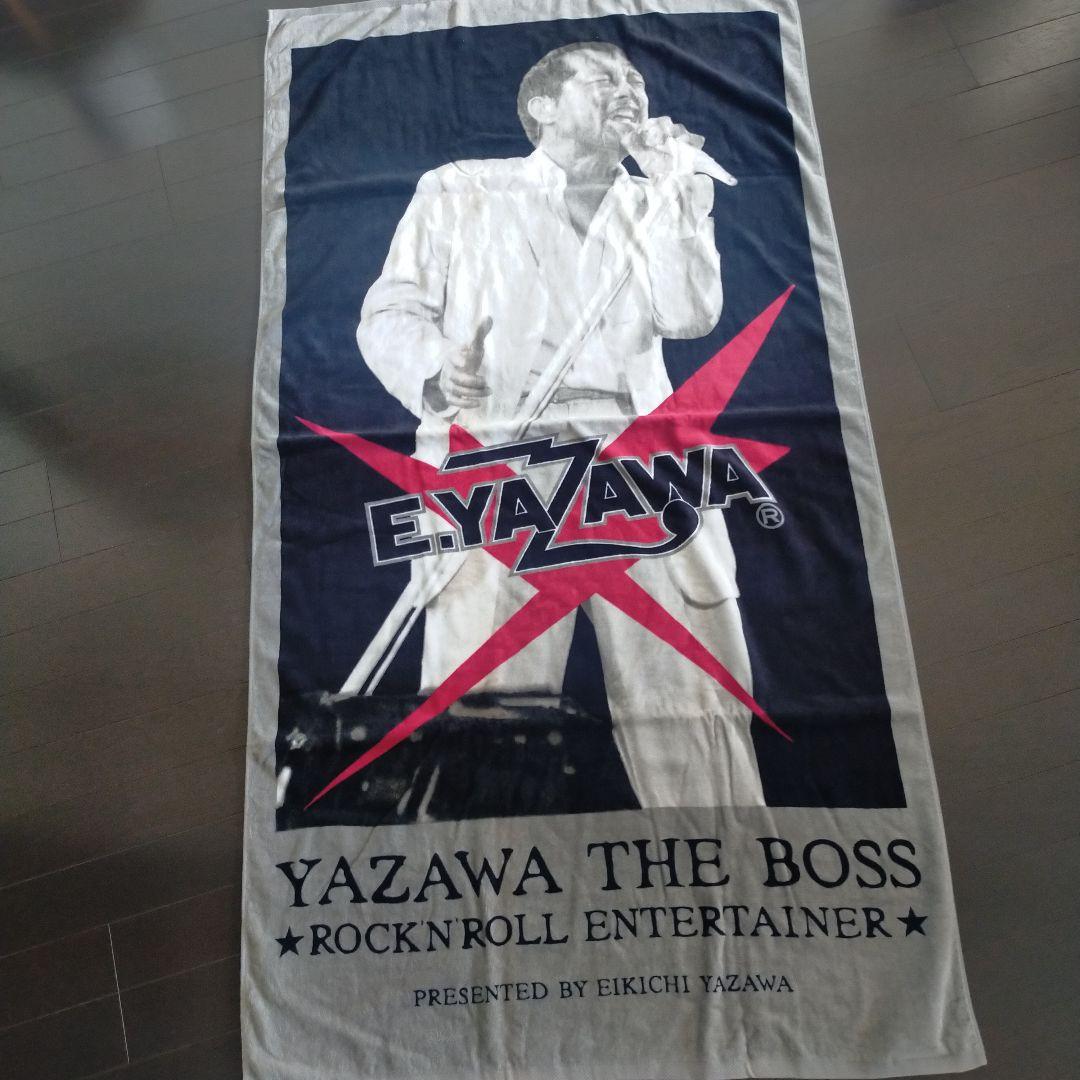 E.YAZAWA ®
YAZAWA THE BOSS
★ROCK'N'ROLL ENTERTAINER★
PRESENTED BY EIKICHI YAZAWA